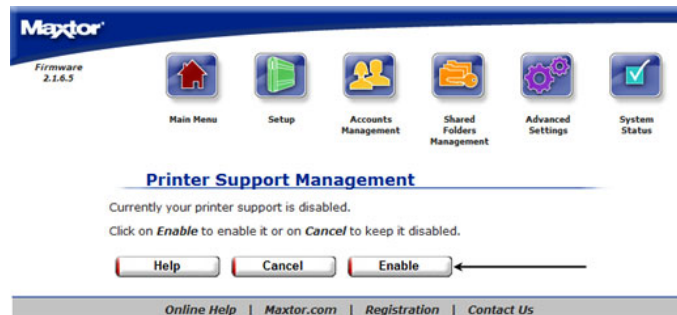 Maxtor
Firmware
2.1.6.5
Main Menu
Setup
Accounts
Management
Shared
Folders
Management
Advanced
Settings
System
Status
Printer Support Management
Currently your printer support is disabled.
Click on Enable to enable it or on Cancel to keep it disabled.
Help
Cancel
Enable
Online Help | Maxtor.com | Registration | Contact Us